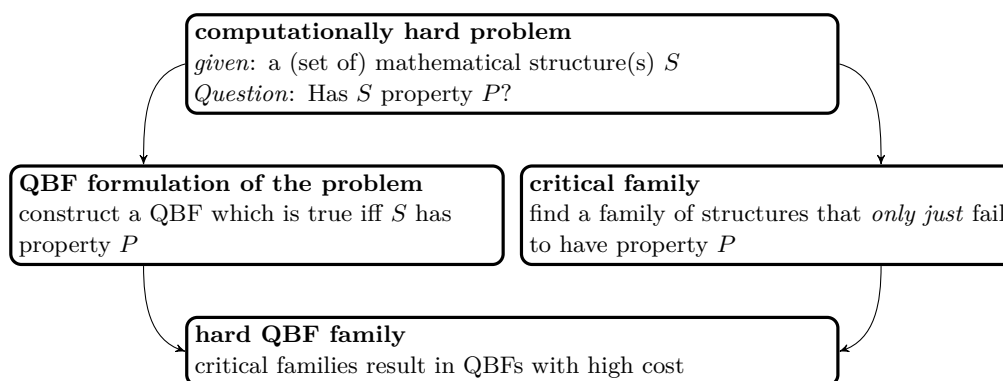 computationally hard problem
given: a (set of) mathematical structure(s) S
Question: Has S property P?
QBF formulation of the problem
construct a QBF which is true iff S has
property P
critical family
find a family of structures that only just fail
to have property P
hard QBF family
critical families result in QBFs with high cost